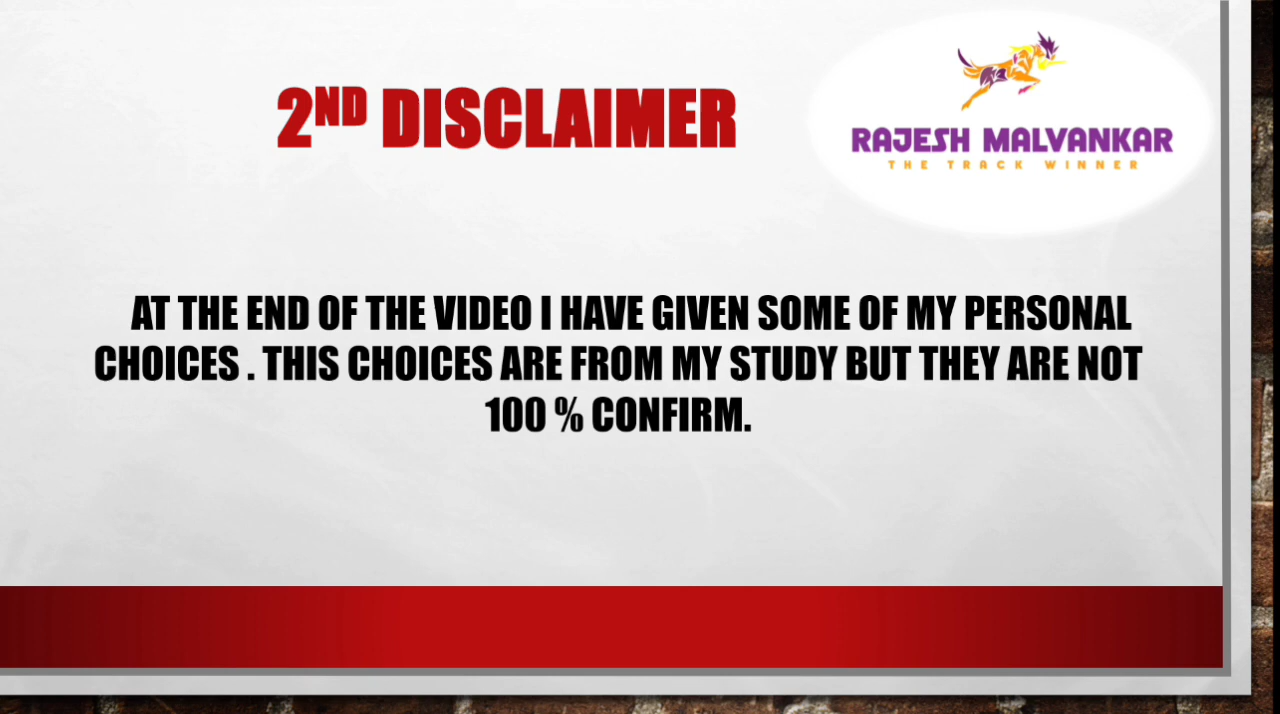 2ND DISCLAIMER
RAJESH MALVANKAR
THE TRACK WINNER
AT THE END OF THE VIDEO I HAVE GIVEN SOME OF MY PERSONAL
CHOICES . THIS CHOICES ARE FROM MY STUDY BUT THEY ARE NOT
100 % CONFIRM.